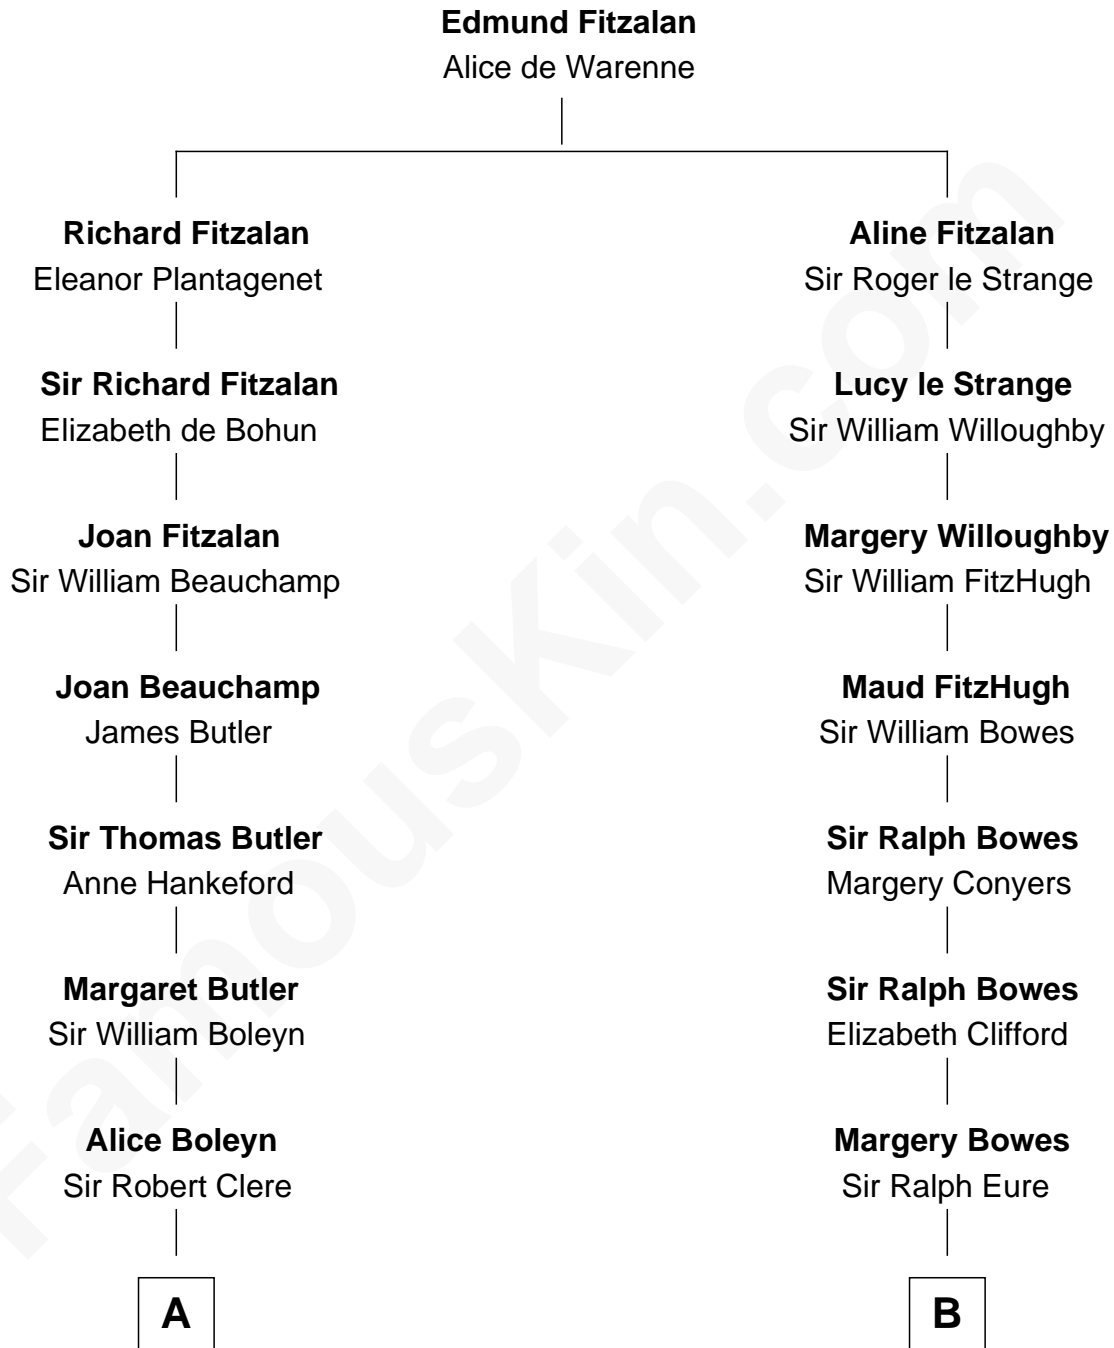 Edmund Fitzalan
Alice de Warenne
Richard Fitzalan
Eleanor Plantagenet
Sir Richard Fitzalan
Elizabeth de Bohun
Joan Fitzalan
Sir William Beauchamp
Joan Beauchamp
James Butler
Sir Thomas Butler
Anne Hankeford
Margaret Butler
Sir William Boleyn
Alice Boleyn
Sir Robert Clere
A
Aline Fitzalan
Sir Roger le Strange
Lucy le Strange
Sir William Willoughby
Margery Willoughby
Sir William FitzHugh
Maud FitzHugh
Sir William Bowes
Sir Ralph Bowes
Margery Conyers
Sir Ralph Bowes
Elizabeth Clifford
Margery Bowes
Sir Ralph Eure
B
FamousKin.com